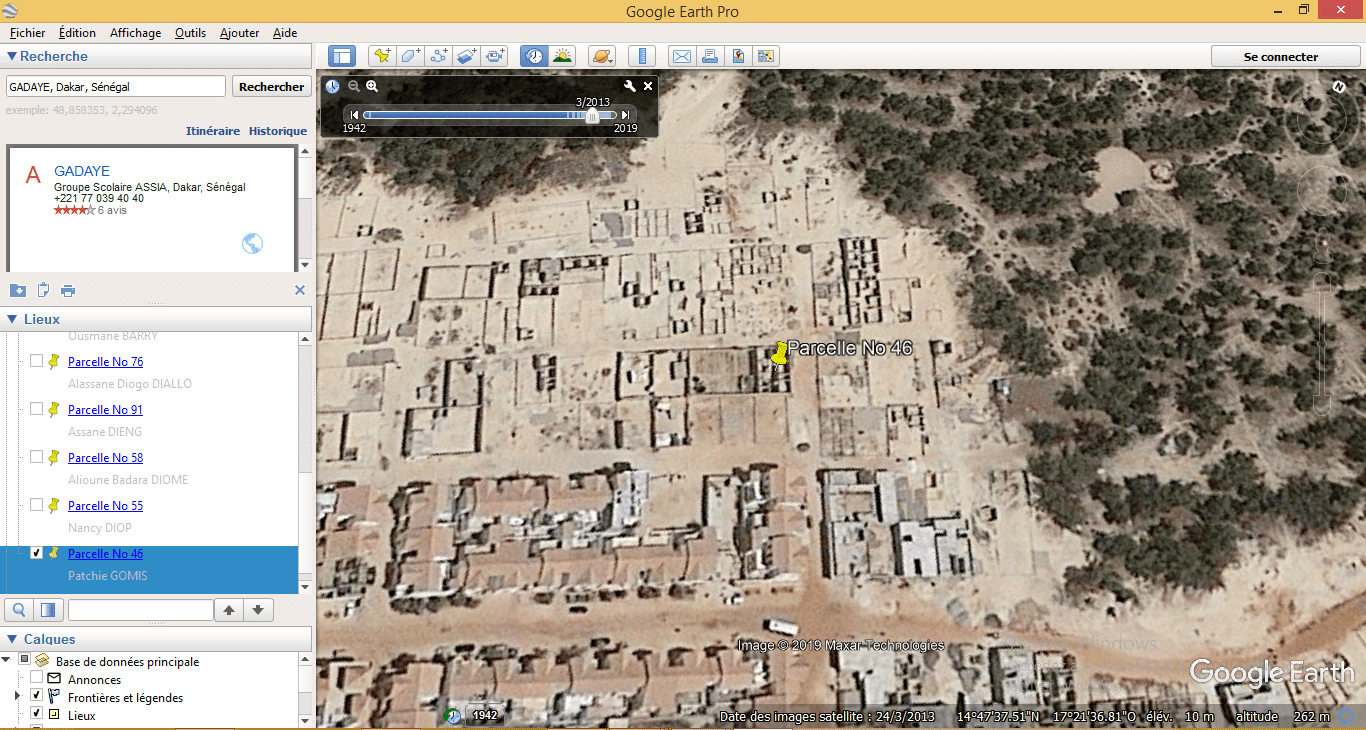 Google Earth Pro
Fichier Édition Affichage Outils Ajouter Aide
Recherche
GADAYE, Dakar, Sénégal
Rechercher
exemple: 48,858353, 2,294096
Itinéraire Historique
A GADAYE
Groupe Scolaire ASSIA, Dakar, Sénégal
+221 77 039 40 40
6 avis
Lieux
Ousmane BARRY
Parcelle No 76
Alassane Diogo DIALLO
Parcelle No 91
Assane DIENG
Parcelle No 58
Alioune Badara DIOME
Parcelle No 55
Nancy DIOP
Parcelle No 46
Patchie GOMIS
Calques
Base de données principale
Annonces
Frontières et légendes
Lieux
Se connecter
3/2013
1942
2019
N
Parcelle No 46
Image © 2019 Maxar Technologies
Google Earth
1942
Date des images satellite : 24/3/2013 14°47'37.51"N 17°21'36.81"O élév. 10 m altitude 262 m